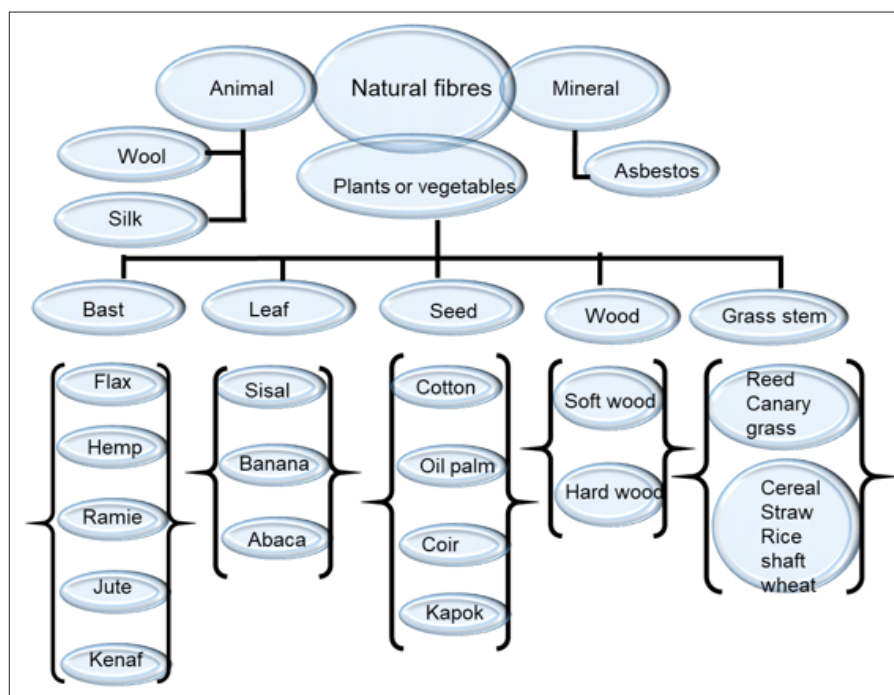 Animal
Natural fibres
Mineral
Wool
Plants or vegetables
Asbestos
Silk
Bast
Leaf
Seed
Wood
Grass stem
Flax
Hemp
Ramie
Jute
Kenaf
Sisal
Banana
Abaca
Cotton
Oil palm
Coir
Kapok
Soft wood
Hard wood
Reed
Canary
grass
Cereal
Straw
Rice
shaft
wheat